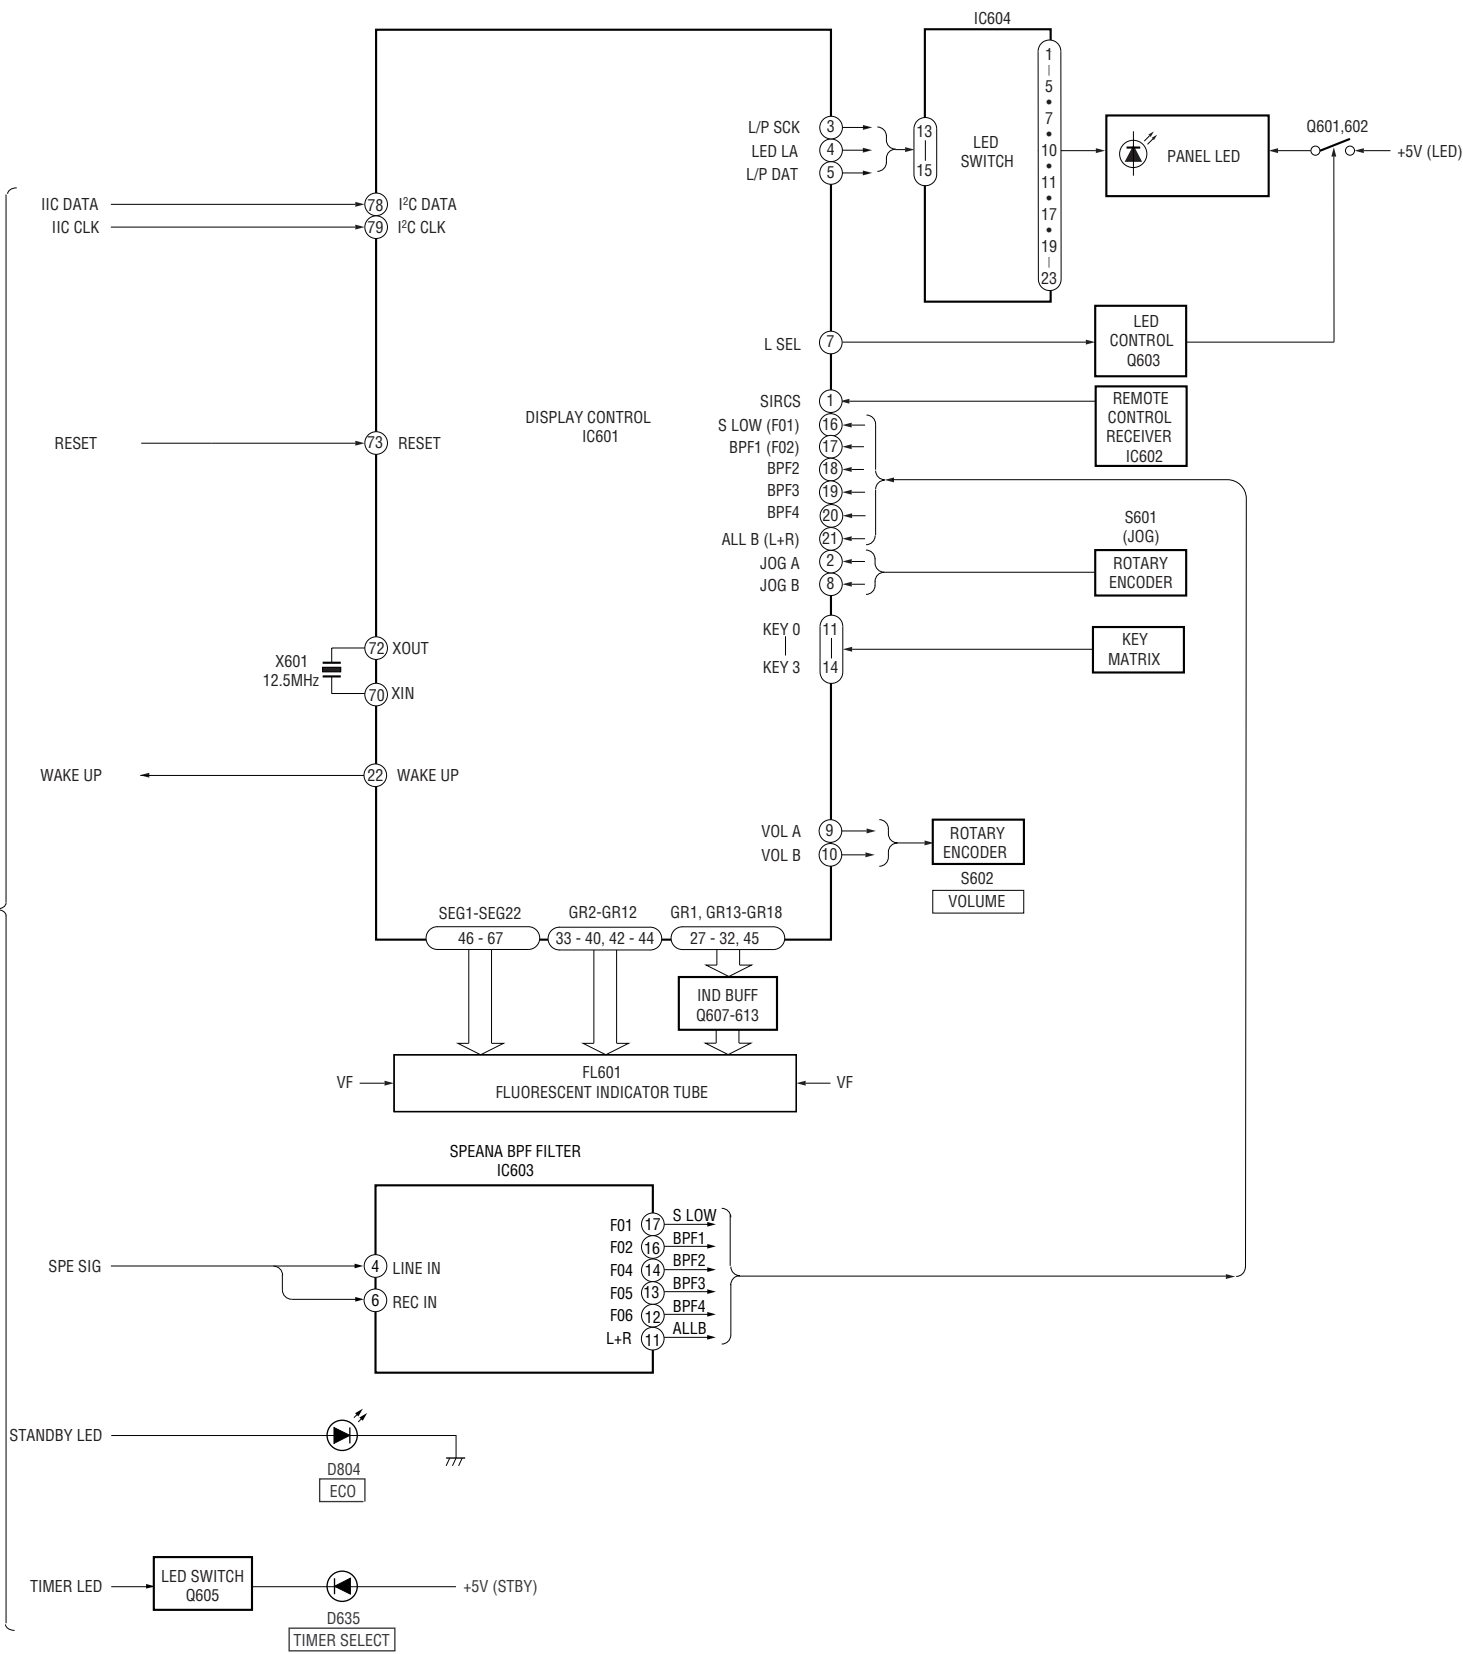 IC604
1
5
7
10
11
17
19
23
LED
SWITCH
13
15
L/P SCK 3
LED LA 4
L/P DAT 5
PANEL LED
Q601,602
+5V (LED)
IIC DATA 78 I²C DATA
IIC CLK 79 I²C CLK
L SEL 7
LED
CONTROL
Q603
DISPLAY CONTROL
IC601
SIRCS 1
REMOTE
CONTROL
RECEIVER
IC602
S LOW (F01) 16
BPF1 (F02) 17
BPF2 18
BPF3 19
BPF4 20
ALL B (L+R) 21
RESET 73 RESET
S601
(JOG)
ROTARY
ENCODER
JOG A 2
JOG B 8
KEY 0 11
KEY 3 14
KEY
MATRIX
X601
12.5MHz
72 XOUT
70 XIN
WAKE UP 22 WAKE UP
VOL A 9
VOL B 10
ROTARY
ENCODER
S602
VOLUME
SEG1-SEG22 GR2-GR12 GR1, GR13-GR18
46 - 67 33 - 40, 42 - 44 27 - 32, 45
IND BUFF
Q607-613
VF FL601 VF
FLUORESCENT INDICATOR TUBE
SPEANA BPF FILTER
IC603
F01 17 S LOW
F02 16 BPF1
F04 14 BPF2
F05 13 BPF3
F06 12 BPF4
L+R 11 ALLB
SPE SIG 4 LINE IN
6 REC IN
STANDBY LED
D804
ECO
TIMER LED
LED SWITCH
Q605
+5V (STBY)
D635
TIMER SELECT